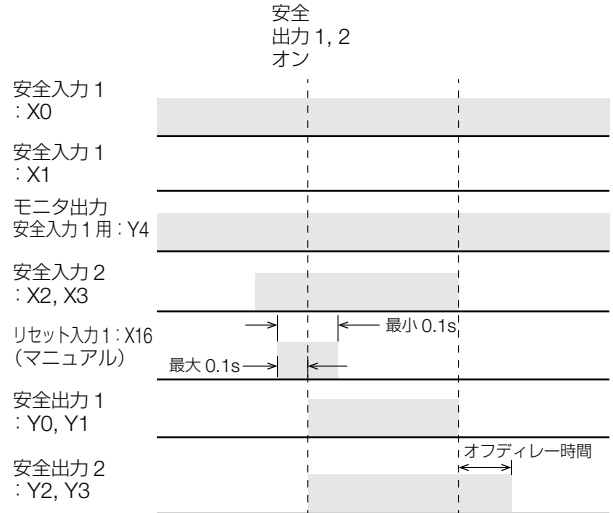 安全
出力 1, 2
オン
安全入力 1
: X0
安全入力 1
: X1
モニタ出力
安全入力 1 用 : Y4
安全入力 2
: X2, X3
最小 0.1s
リセット入力 1 : X16
(マニュアル)
最大 0.1s
安全出力 1
: Y0, Y1
オフディレー時間
安全出力 2
: Y2, Y3